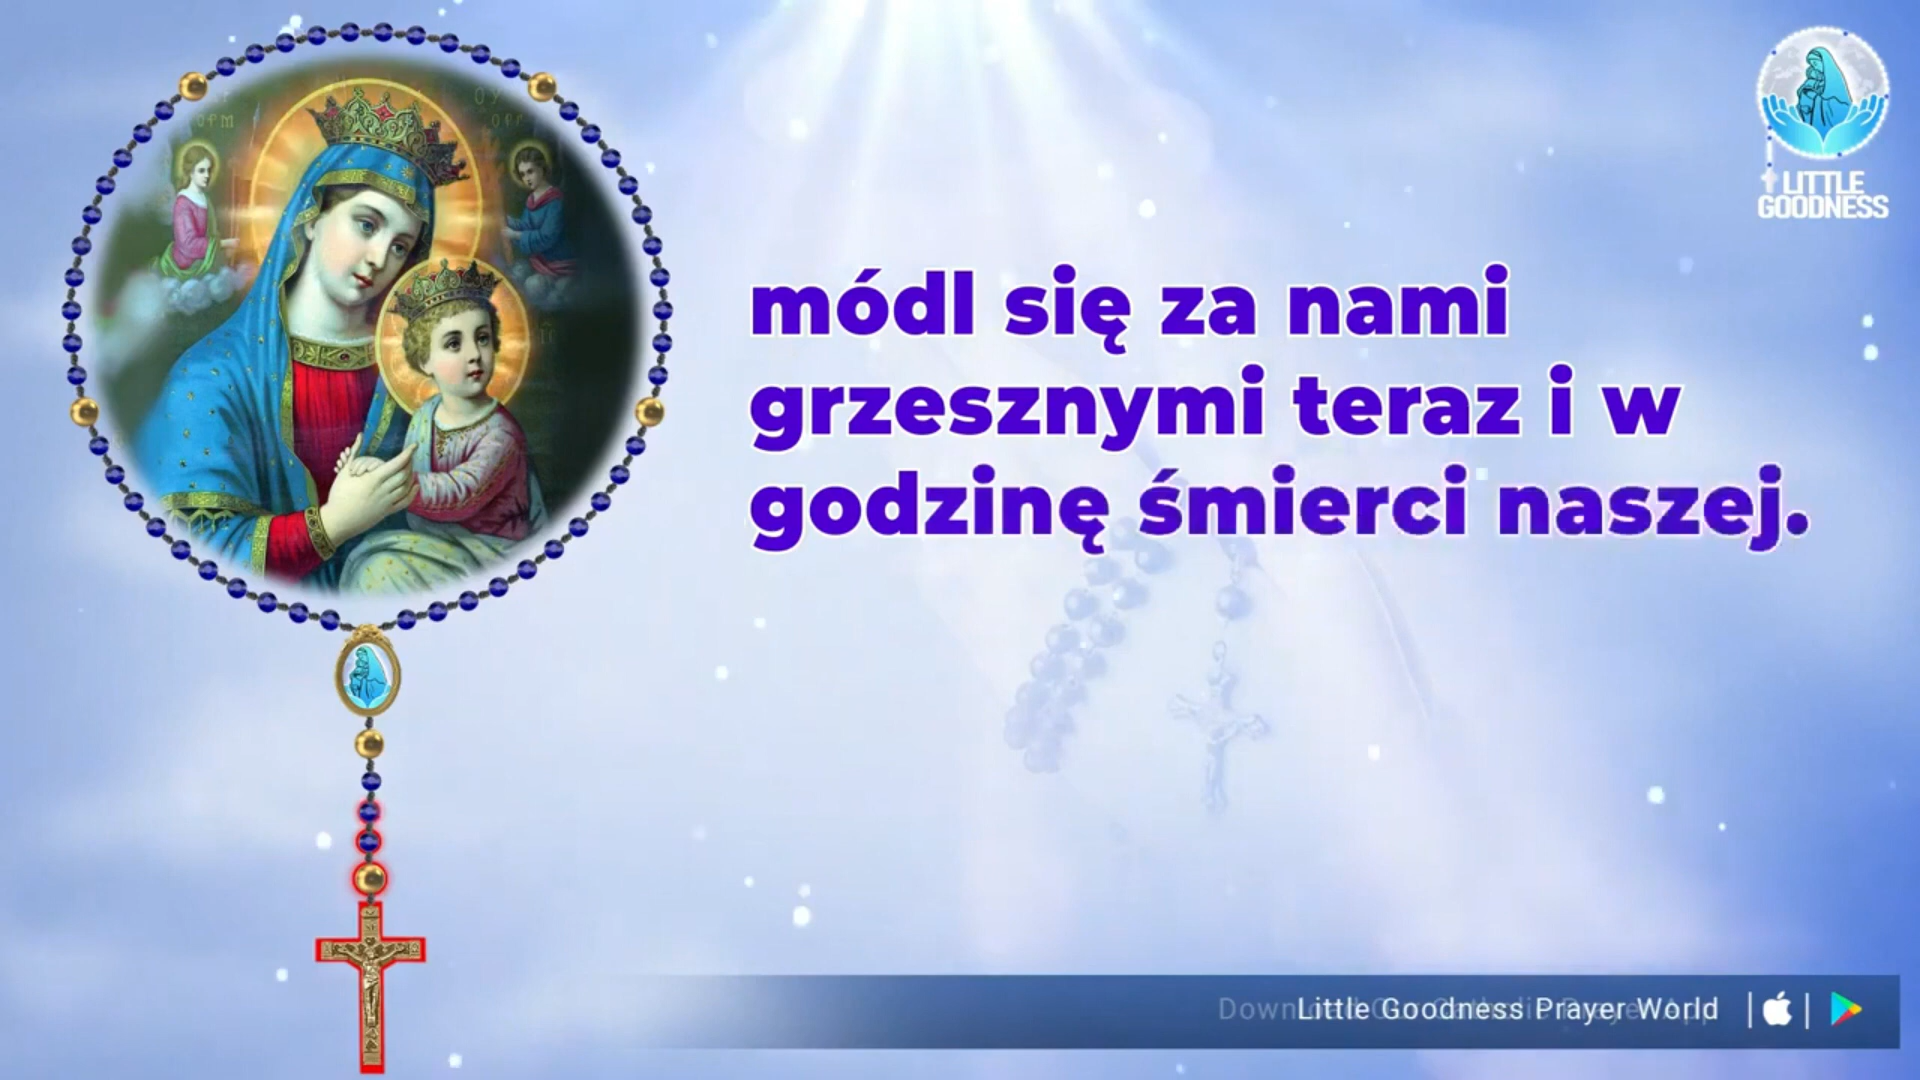 LITTLE
GOODNESS
módl się za nami
grzesznymi teraz i w
godzinę śmierci naszej.
Little Goodness Prayer World